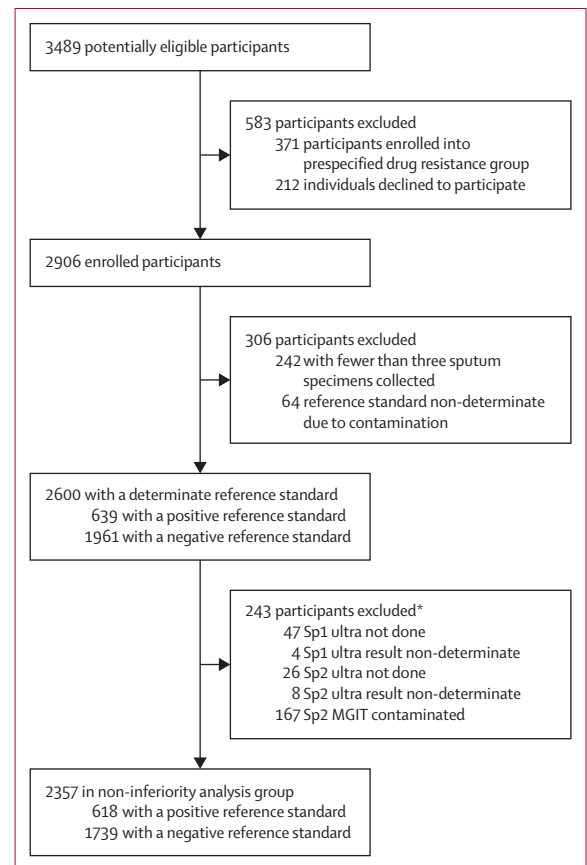 3489 potentially eligible participants
583 participants excluded
371 participants enrolled into
prespecified drug resistance group
212 individuals declined to participate
2906 enrolled participants
306 participants excluded
242 with fewer than three sputum
specimens collected
64 reference standard non-determinate
due to contamination
2600 with a determinate reference standard
639 with a positive reference standard
1961 with a negative reference standard
243 participants excluded*
47 Sp1 ultra not done
4 Sp1 ultra result non-determinate
26 Sp2 ultra not done
8 Sp2 ultra result non-determinate
167 Sp2 MGIT contaminated
2357 in non-inferiority analysis group
618 with a positive reference standard
1739 with a negative reference standard